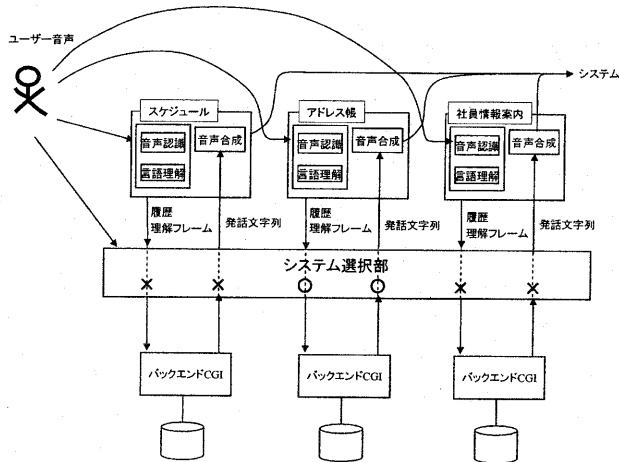 ユーザー音声
システム
スケジュール
アドレス帳
社員情報案内
音声認識
音声合成
言語理解
音声認識
音声合成
言語理解
音声認識
音声合成
言語理解
履歴
理解フレーム
発話文字列
履歴
理解フレーム
発話文字列
履歴
理解フレーム
発話文字列
システム選択部
バックエンドCGI
バックエンドCGI
バックエンドCGI